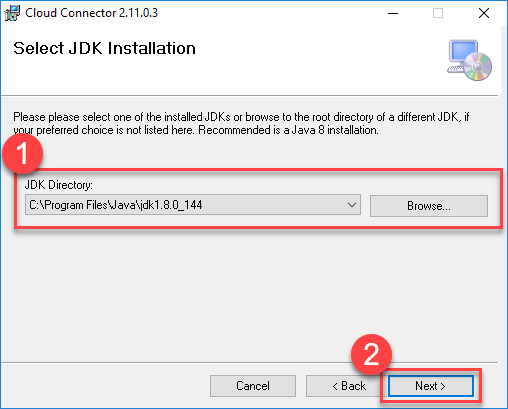 Cloud Connector 2.11.0.3
Select JDK Installation
Please please select one of the installed JDKs or browse to the root directory of a different JDK, if
your preferred choice is not listed here. Recommended is a Java 8 installation.
1
JDK Directory:
C:\Program Files\Java\jdk1.8.0_144
Browse...
2
Cancel
< Back
Next >